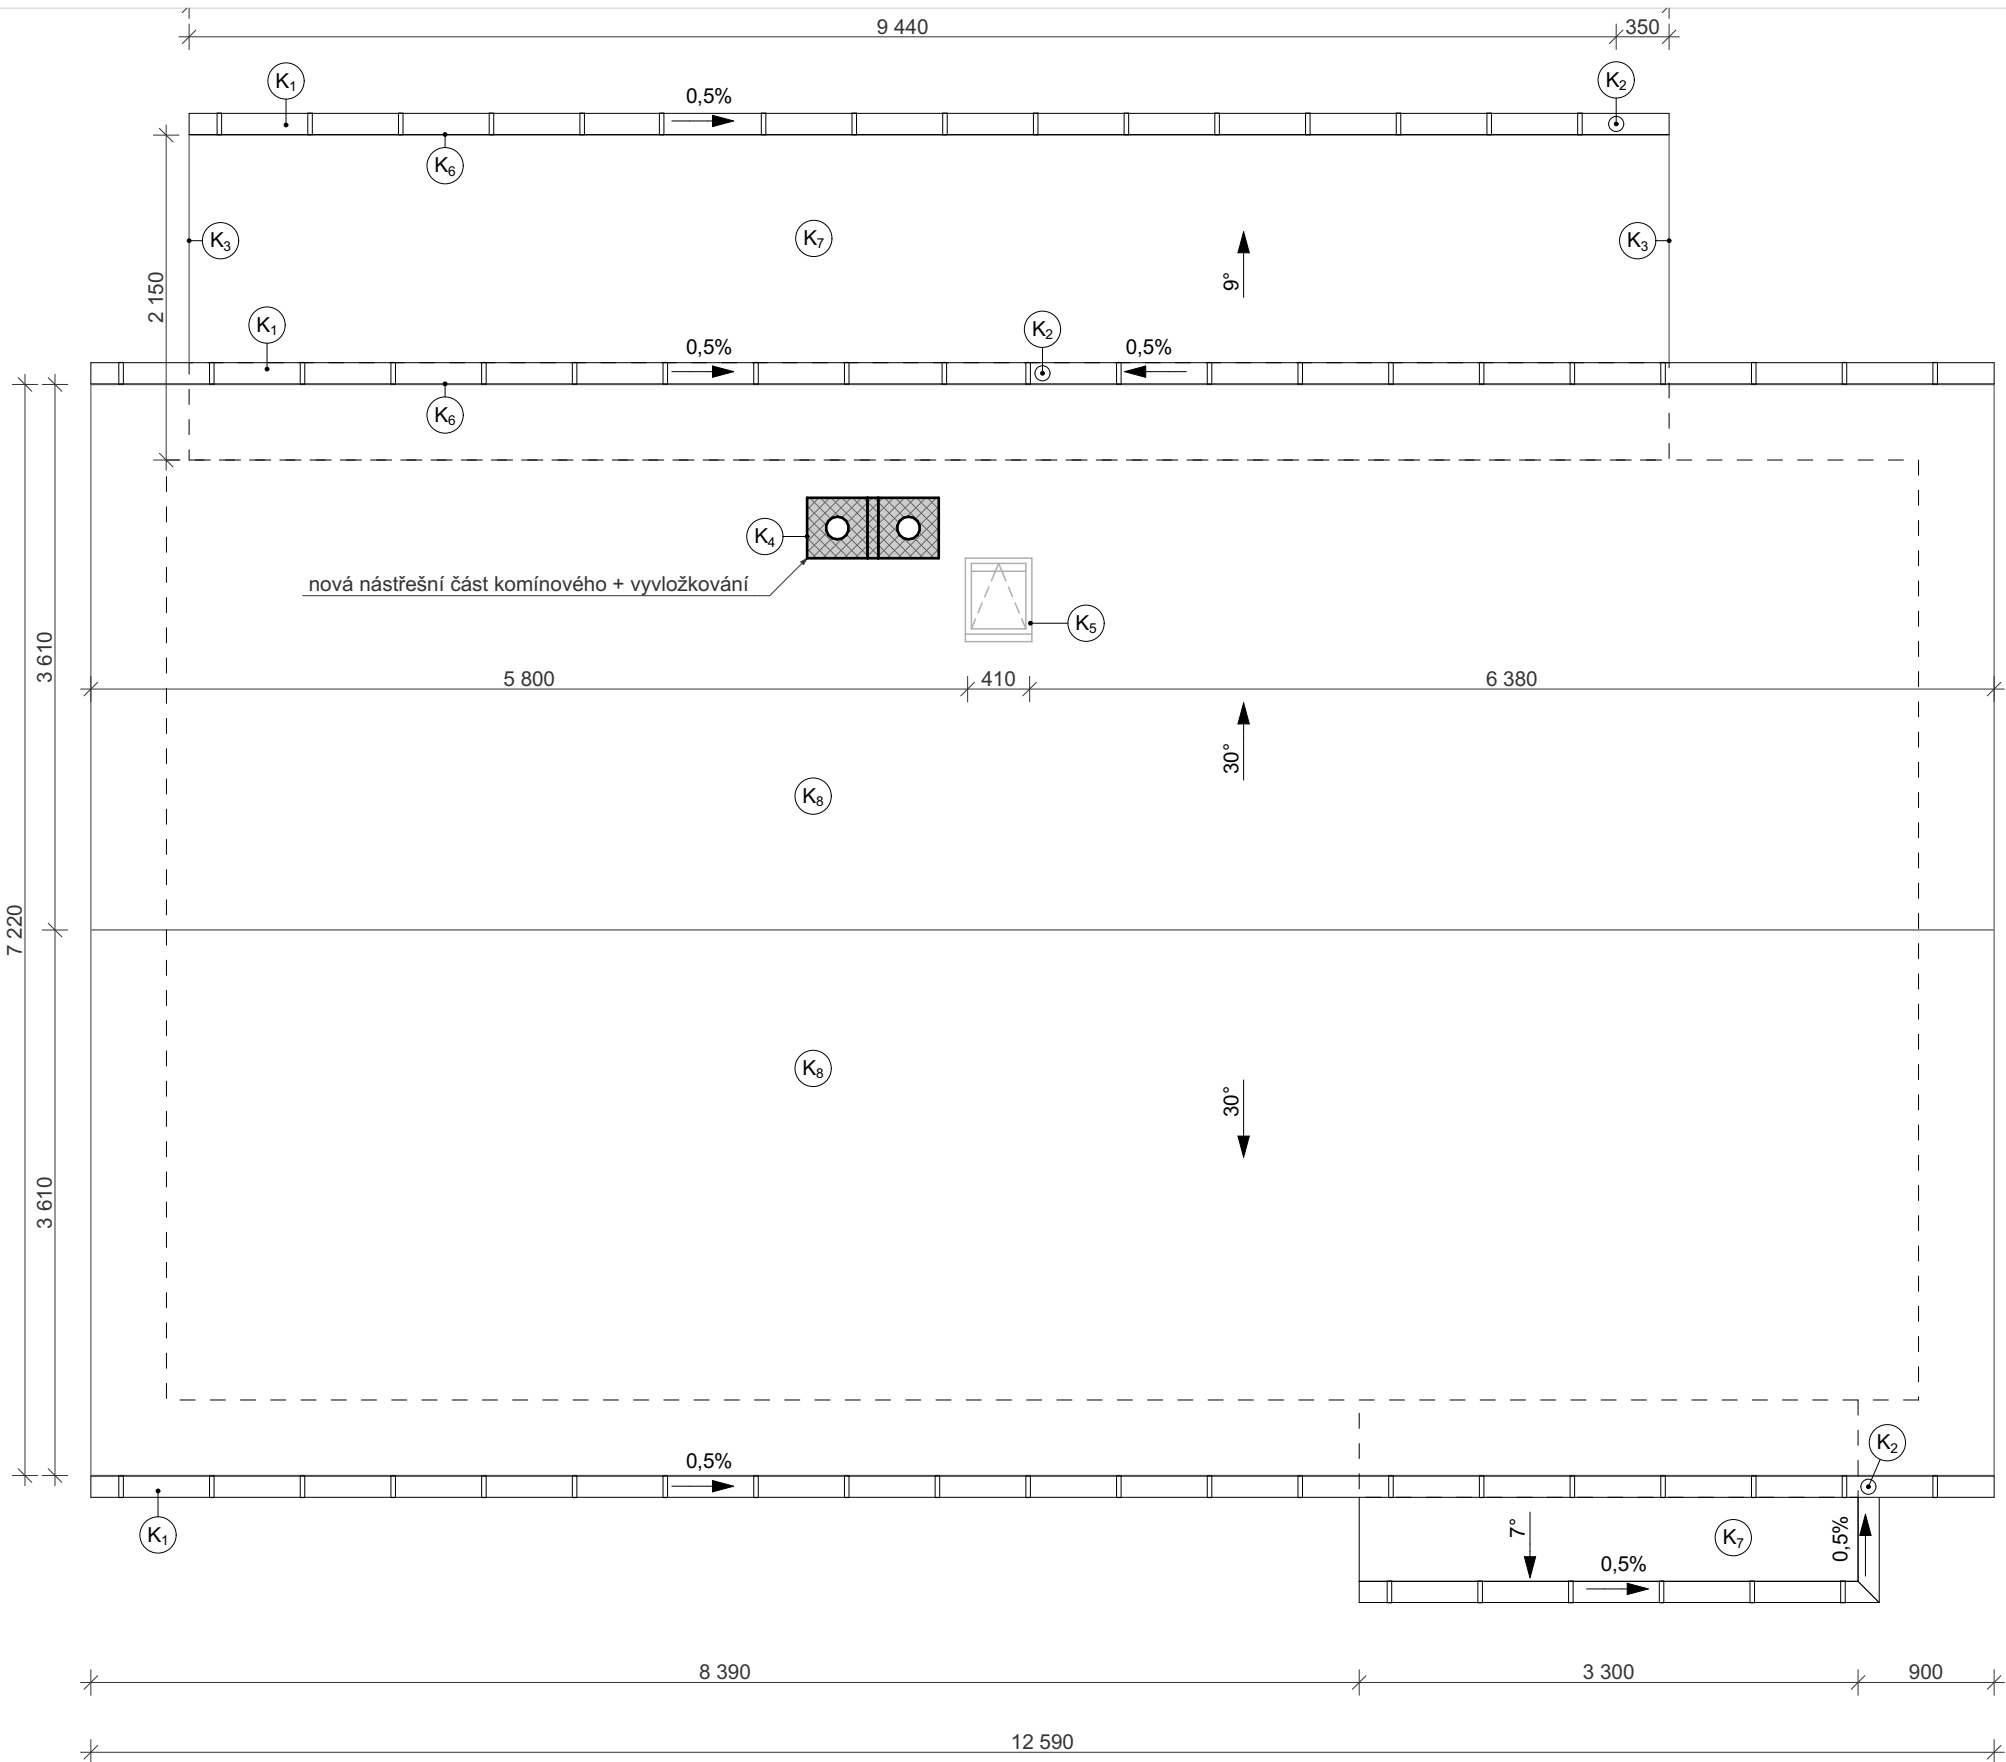 9 440
350
K₁
0,5%
K₂
K₆
K₃
K₇
K₃
9°
2 150
K₁
0,5%
K₂
0,5%
K₆
K₄
nová nástřešní část komínového + vyvložkování
K₅
3 610
5 800
410
6 380
30°
K₈
7 220
K₈
30°
3 610
0,5%
K₂
K₁
7°
K₇
0,5%
0,5%
8 390
3 300
900
12 590